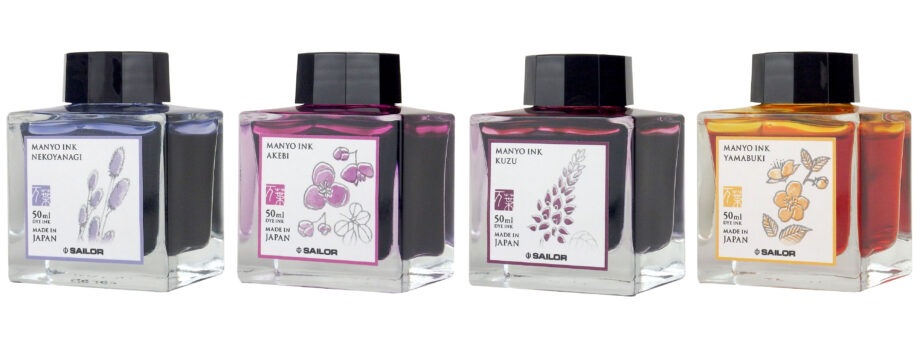 MANYO INK
NEKOYANAGI
万葉
50ml
DYE INK
MADE IN
JAPAN
SAILOR
MANYO INK
AKEBI
万葉
50ml
DYE INK
MADE IN
JAPAN
SAILOR
MANYO INK
KUZU
万葉
50ml
DYE INK
MADE IN
JAPAN
SAILOR
MANYO INK
YAMABUKI
万葉
50ml
DYE INK
MADE IN
JAPAN
SAILOR